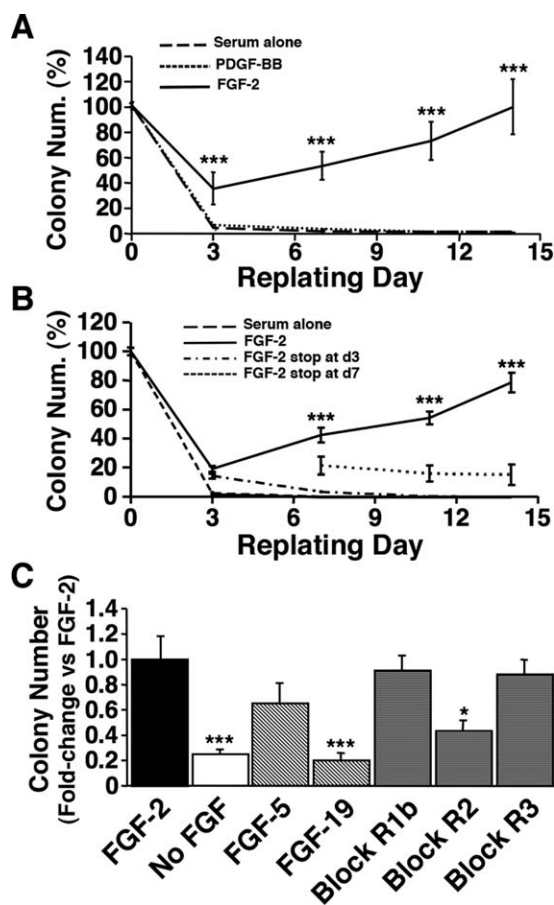 A
Serum alone
PDGF-BB
FGF-2
Colony Num. (%)
140
120
100
80
60
40
20
0
***
***
***
***
0 3 6 9 12 15
Replating Day
B
Serum alone
FGF-2
FGF-2 stop at d3
FGF-2 stop at d7
Colony Num. (%)
120
100
80
60
40
20
0
***
***
***
0 3 6 9 12 15
Replating Day
C
Colony Number
(Fold-change vs FGF-2)
1.4
1.2
1.0
0.8
0.6
0.4
0.2
0
***
***
*
FGF-2
No FGF
FGF-5
FGF-19
Block R1b
Block R2
Block R3